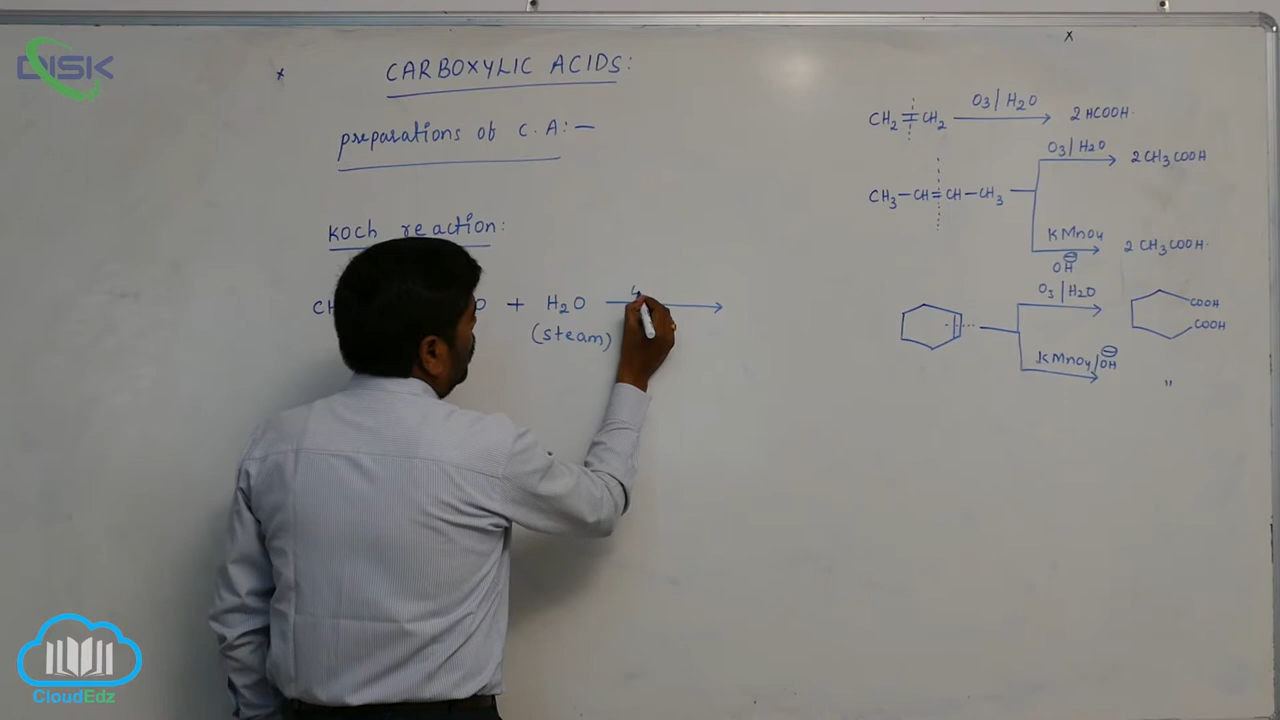 DISK
CARBOXYLIC ACIDS:
preparations of C.A:-
Koch reaction:
CH
O + H2O
(steam)
4
x
x
CH2=CH2 O3|H2O 2HCOOH.
CH3-CH=CH-CH3
O3|H2O 2CH3COOH
KMnO4 2CH3COOH.
OH⊖
O3|H2O
COOH
COOH
KMnO4/OH⊖
"
CloudEdz